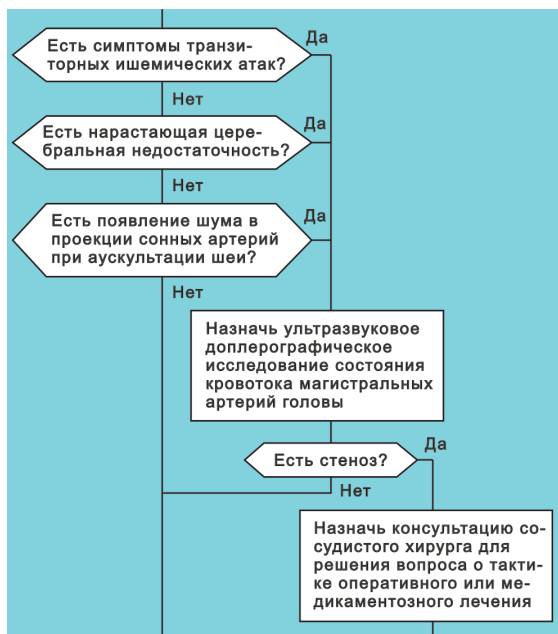 Есть симптомы транзи-
торных ишемических атак?
Да
Нет
Есть нарастающая цере-
бральная недостаточность?
Да
Нет
Есть появление шума в
проекции сонных артерий
при аускультации шеи?
Да
Нет
Назначь ультразвуковое
доплерографическое
исследование состояния
кровотока магистральных
артерий головы
Есть стеноз?
Да
Нет
Назначь консультацию со-
судистого хирурга для
решения вопроса о такти-
ке оперативного или ме-
дикаментозного лечения